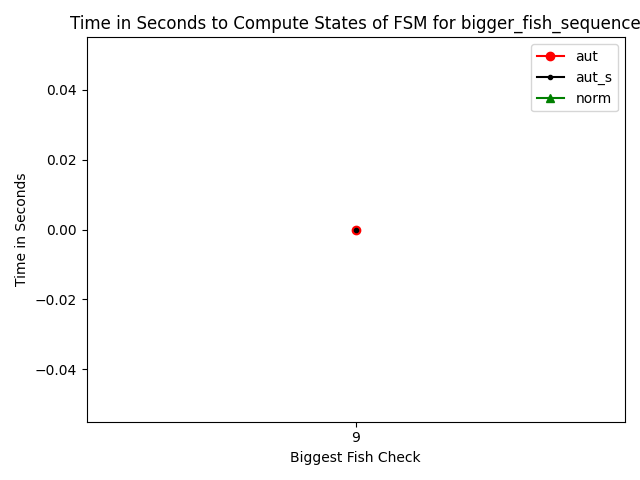 Time in Seconds to Compute States of FSM for bigger_fish_sequence
aut
aut_s
norm
0.04
0.02
0.00
−0.02
−0.04
Time in Seconds
9
Biggest Fish Check